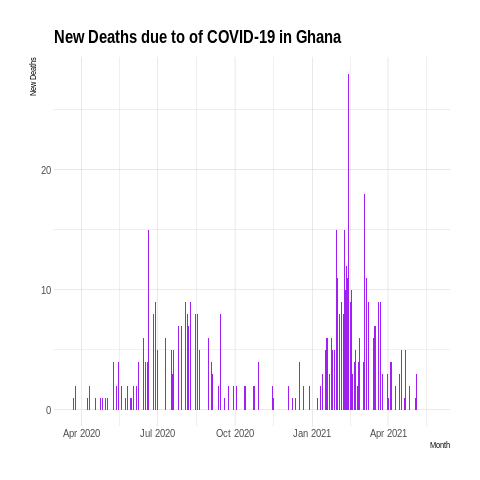 New Deaths due to of COVID-19 in Ghana
New Deaths
20
10
0
Apr 2020 Jul 2020 Oct 2020 Jan 2021 Apr 2021
Month